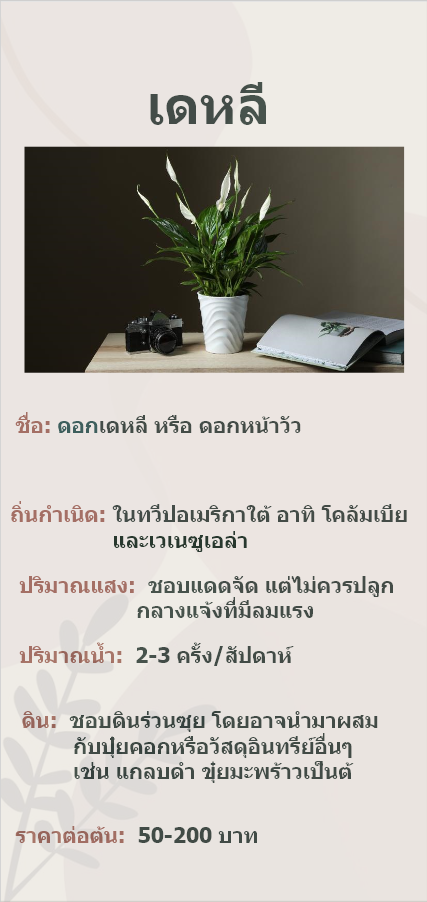 เดหลี
ชื่อ: ดอกเดหลี หรือ ดอกหน้าวัว
ถิ่นกำเนิด: ในทวีปอเมริกาใต้ อาทิ โคลัมเบีย
และเวเนซูเอล่า
ปริมาณแสง: ชอบแดดจัด แต่ไม่ควรปลูก
กลางแจ้งที่มีลมแรง
ปริมาณน้ำ: 2-3 ครั้ง/สัปดาห์
ดิน: ชอบดินร่วนซุย โดยอาจนำมาผสม
กับปุ๋ยคอกหรือวัสดุอินทรีย์อื่นๆ
เช่น แกลบดำ ขุ๋ยมะพร้าวเป็นต้
ราคาต่อต้น: 50-200 บาท